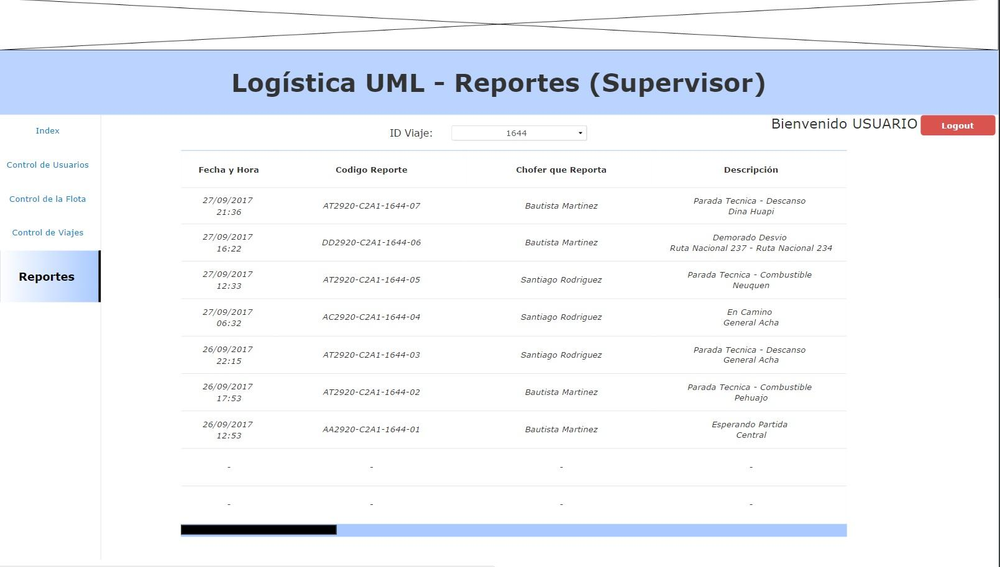 Logística UML - Reportes (Supervisor)
Bienvenido USUARIO
Logout
Index
Control de Usuarios
Control de la Flota
Control de Viajes
Reportes
ID Viaje: 1644
Fecha y Hora Codigo Reporte Chofer que Reporta Descripción
27/09/2017 21:36 AT2920-C2A1-1644-07 Bautista Martinez Parada Tecnica - Descanso Dina Huapi
27/09/2017 16:22 DD2920-C2A1-1644-06 Bautista Martinez Demorado Desvio Ruta Nacional 237 - Ruta Nacional 234
27/09/2017 12:33 AT2920-C2A1-1644-05 Santiago Rodriguez Parada Tecnica - Combustible Neuquen
27/09/2017 06:32 AC2920-C2A1-1644-04 Santiago Rodriguez En Camino General Acha
26/09/2017 22:15 AT2920-C2A1-1644-03 Santiago Rodriguez Parada Tecnica - Descanso General Acha
26/09/2017 17:53 AT2920-C2A1-1644-02 Bautista Martinez Parada Tecnica - Combustible Pehuajo
26/09/2017 12:53 AA2920-C2A1-1644-01 Bautista Martinez Esperando Partida Central
- - - -
- - - -